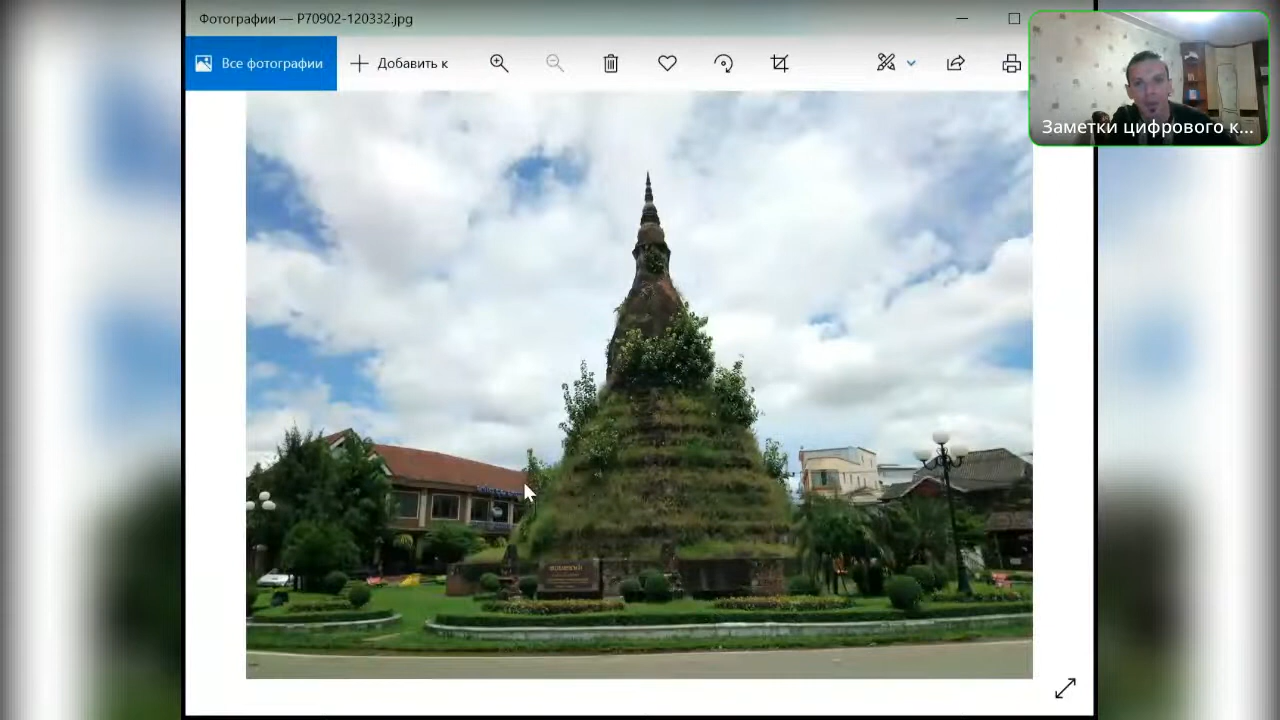 Фотографии — P70902-120332.jpg
Все фотографии
Добавить к
Заметки цифрового к...